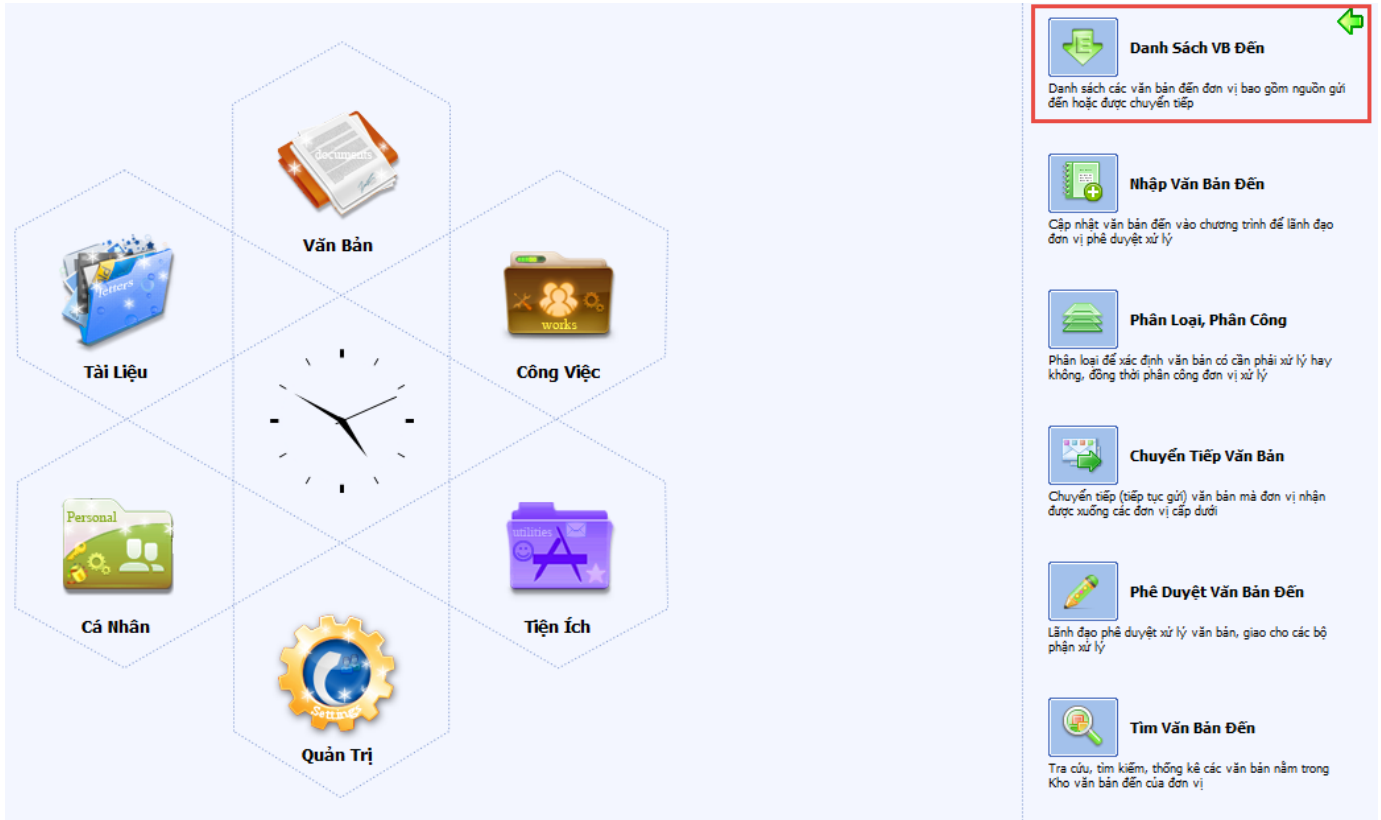 documents
Văn Bản
letters
Tài Liệu
works
Công Việc
Personal
Cá Nhân
utilities
Tiện Ích
Settings
Quản Trị
Danh Sách VB Đến
Danh sách các văn bản đến đơn vị bao gồm nguồn gửi
đến hoặc được chuyển tiếp
Nhập Văn Bản Đến
Cập nhật văn bản đến vào chương trình để lãnh đạo
đơn vị phê duyệt xử lý
Phân Loại, Phân Công
Phân loại để xác định văn bản có cần phải xử lý hay
không, đồng thời phân công đơn vị xử lý
Chuyển Tiếp Văn Bản
Chuyển tiếp (tiếp tục gửi) văn bản mà đơn vị nhận
được xuống các đơn vị cấp dưới
Phê Duyệt Văn Bản Đến
Lãnh đạo phê duyệt xử lý văn bản, giao cho các bộ
phận xử lý
Tìm Văn Bản Đến
Tra cứu, tìm kiếm, thống kê các văn bản nằm trong
Kho văn bản đến của đơn vị